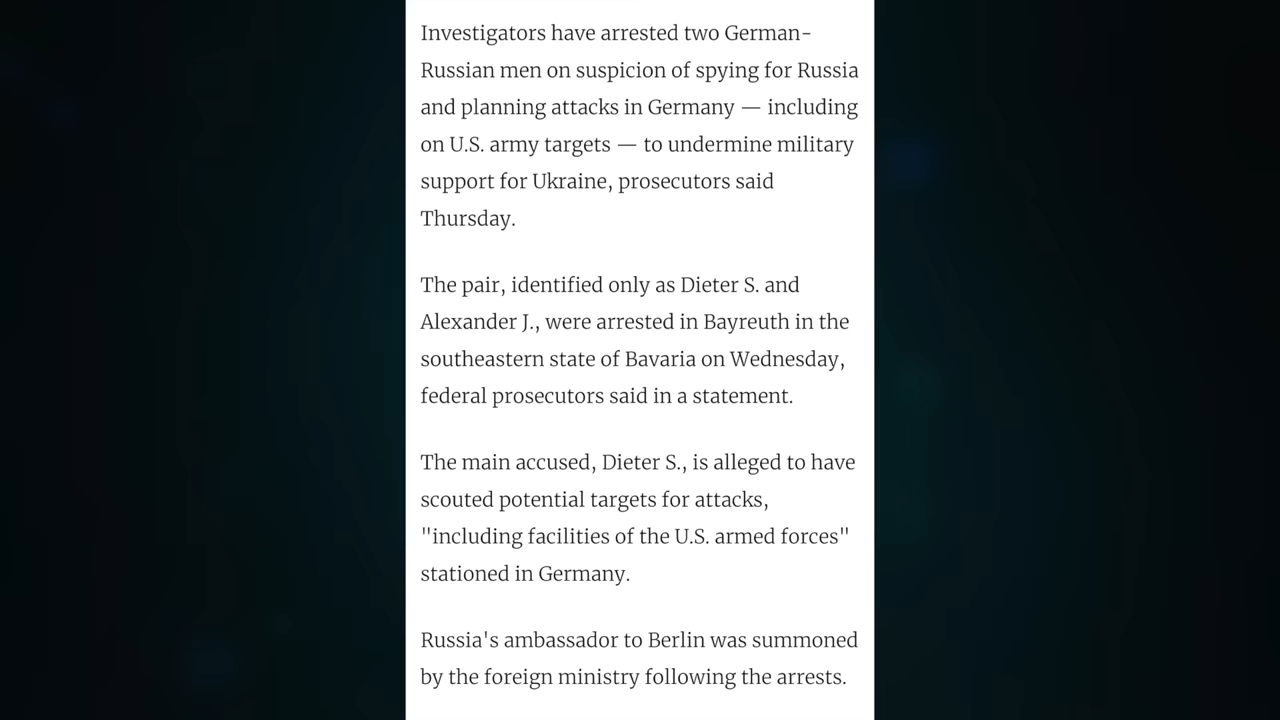 Investigators have arrested two German-
Russian men on suspicion of spying for Russia
and planning attacks in Germany — including
on U.S. army targets — to undermine military
support for Ukraine, prosecutors said
Thursday.
The pair, identified only as Dieter S. and
Alexander J., were arrested in Bayreuth in the
southeastern state of Bavaria on Wednesday,
federal prosecutors said in a statement.
The main accused, Dieter S., is alleged to have
scouted potential targets for attacks,
"including facilities of the U.S. armed forces"
stationed in Germany.
Russia's ambassador to Berlin was summoned
by the foreign ministry following the arrests.